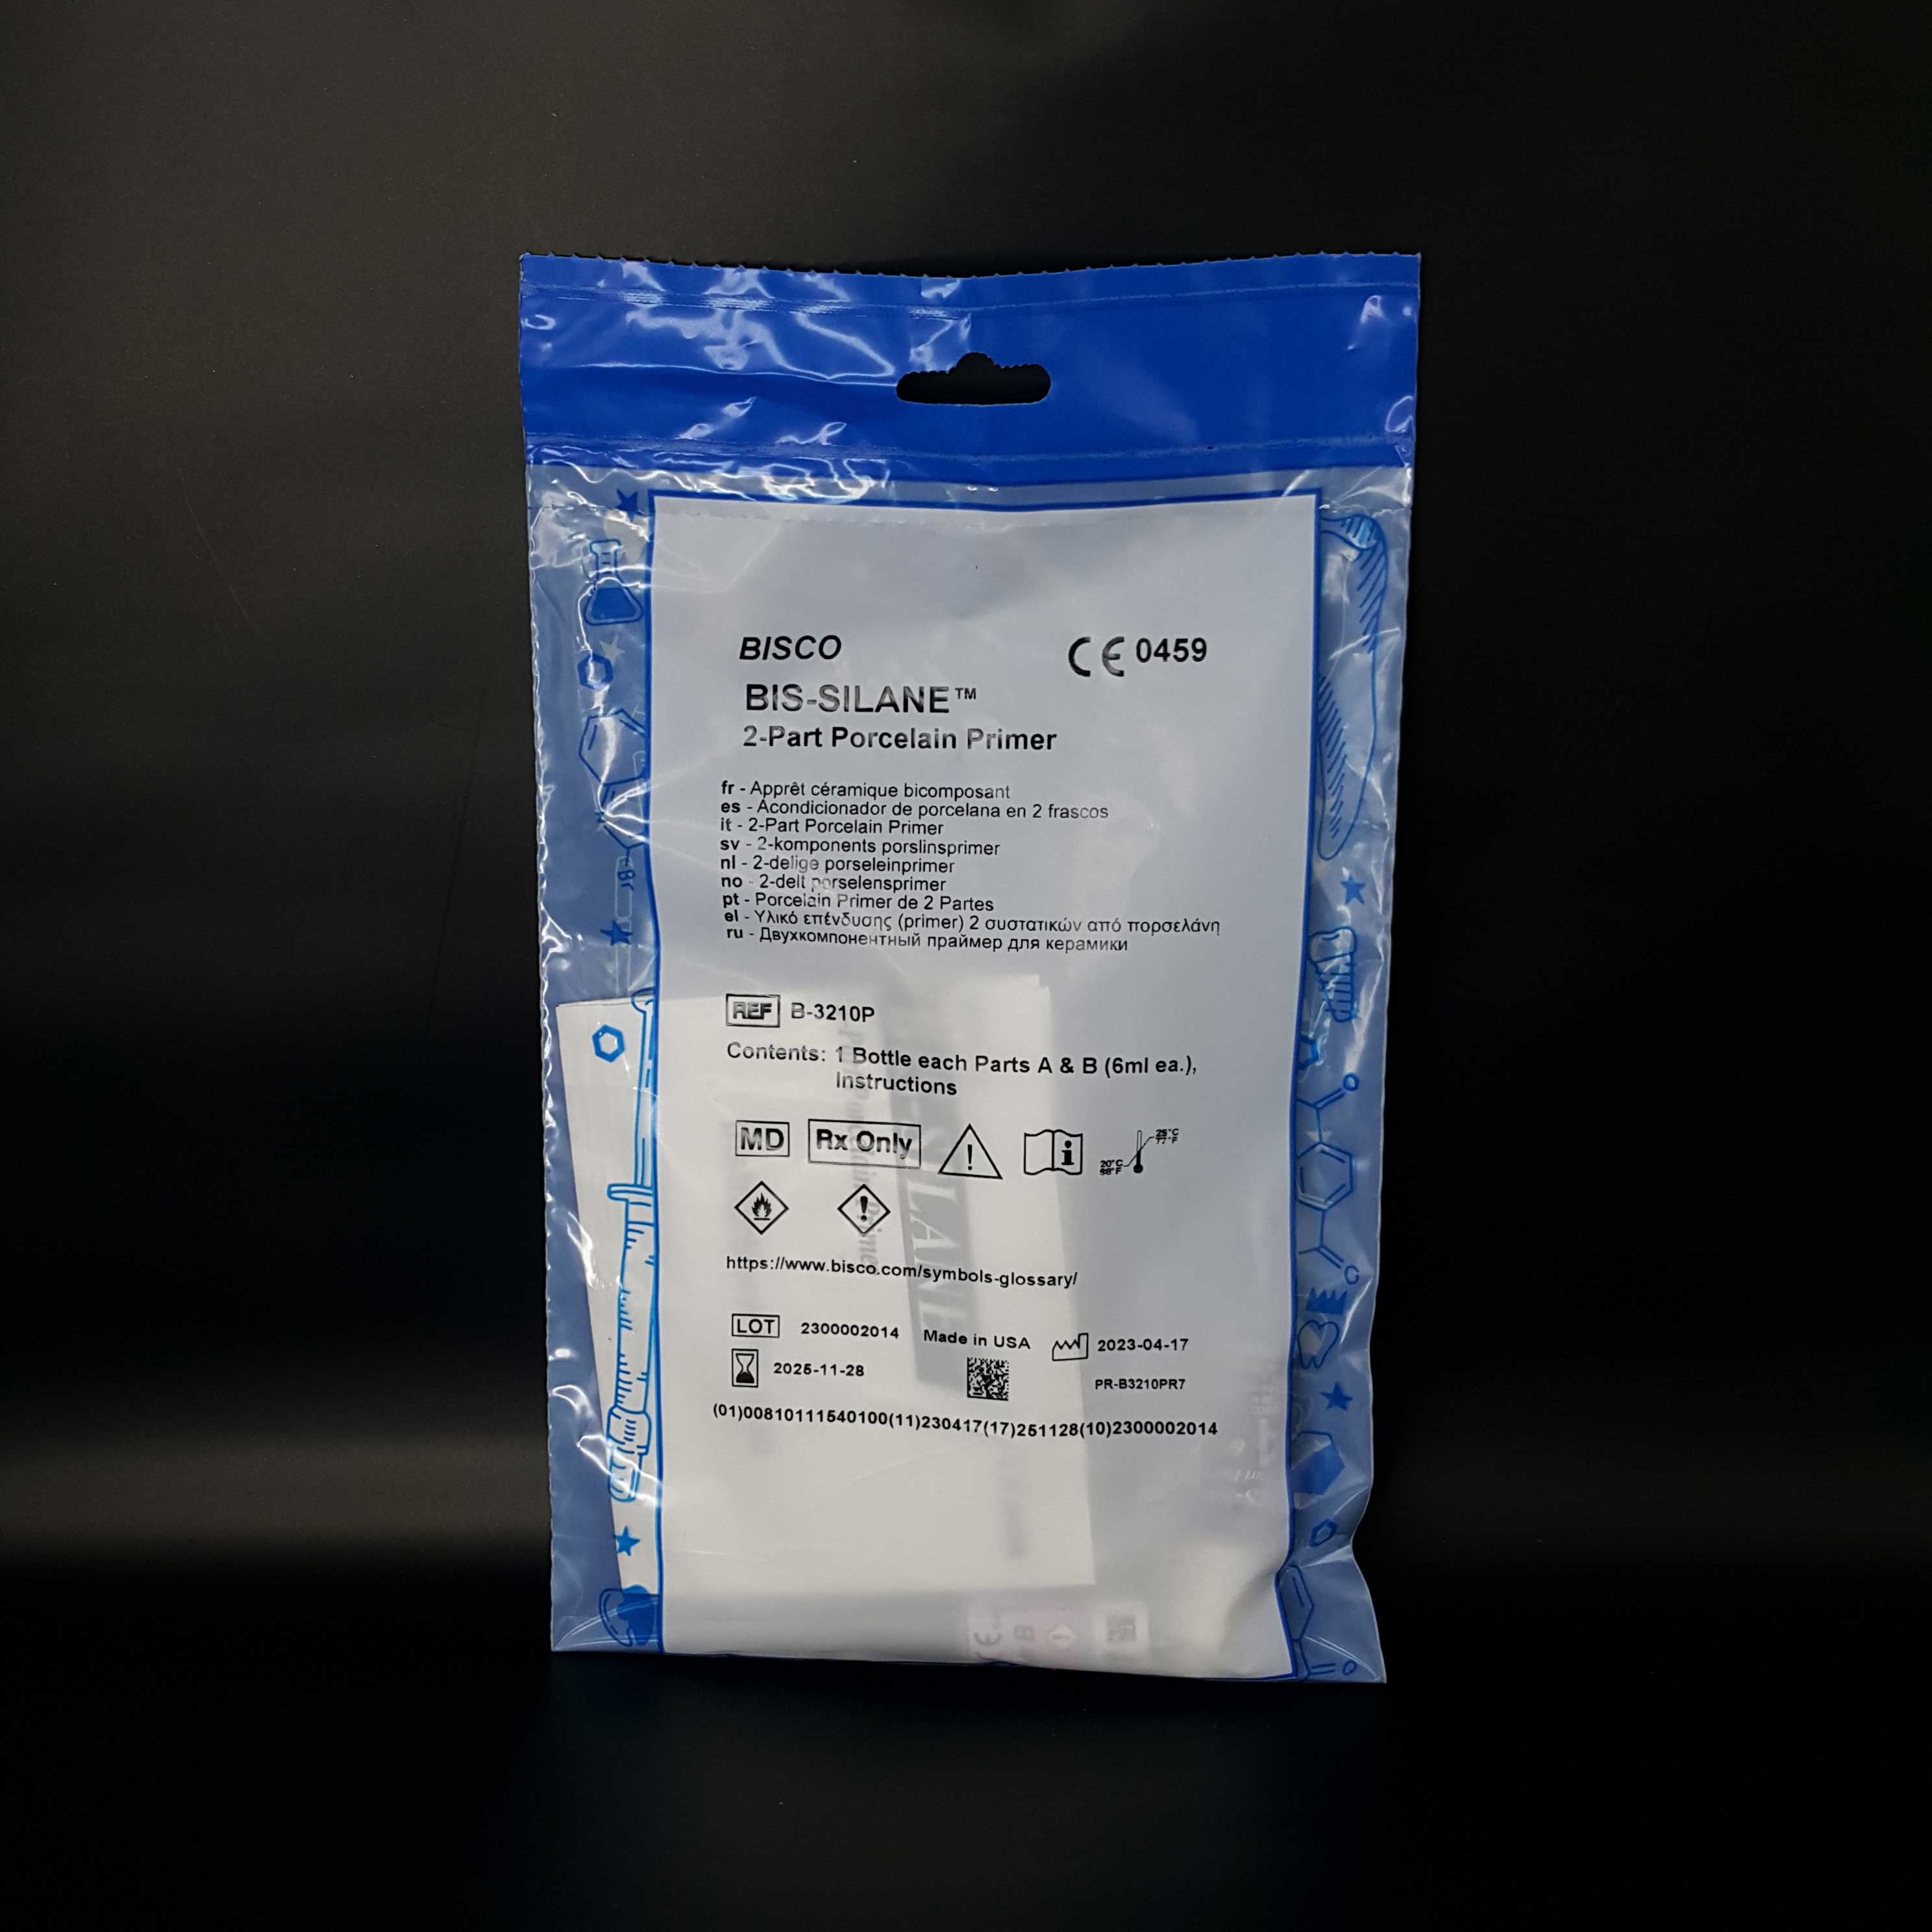 BISCO
CE 0459
BIS-SILANE™
2-Part Porcelain Primer
fr - Apprêt céramique bicomposant
es - Acondicionador de porcelana en 2 frascos
it - 2-Part Porcelain Primer
sv - 2-komponents porslinsprimer
nl - 2-delige porseleinprimer
no - 2-delt porselensprimer
pt - Porcelain Primer de 2 Partes
el - Υλικό επένδυσης (primer) 2 συστατικών από πορσελάνη
ru - Двухкомпонентный праймер для керамики
REF B-3210P
Contents: 1 Bottle each Parts A & B (6ml ea.),
Instructions
MD Rx Only
25°C
77°F
20°C
68°F
https://www.bisco.com/symbols-glossary/
LOT 2300002014 Made in USA 2023-04-17
2025-11-28
PR-B3210PR7
(01)00810111540100(11)230417(17)251128(10)2300002014